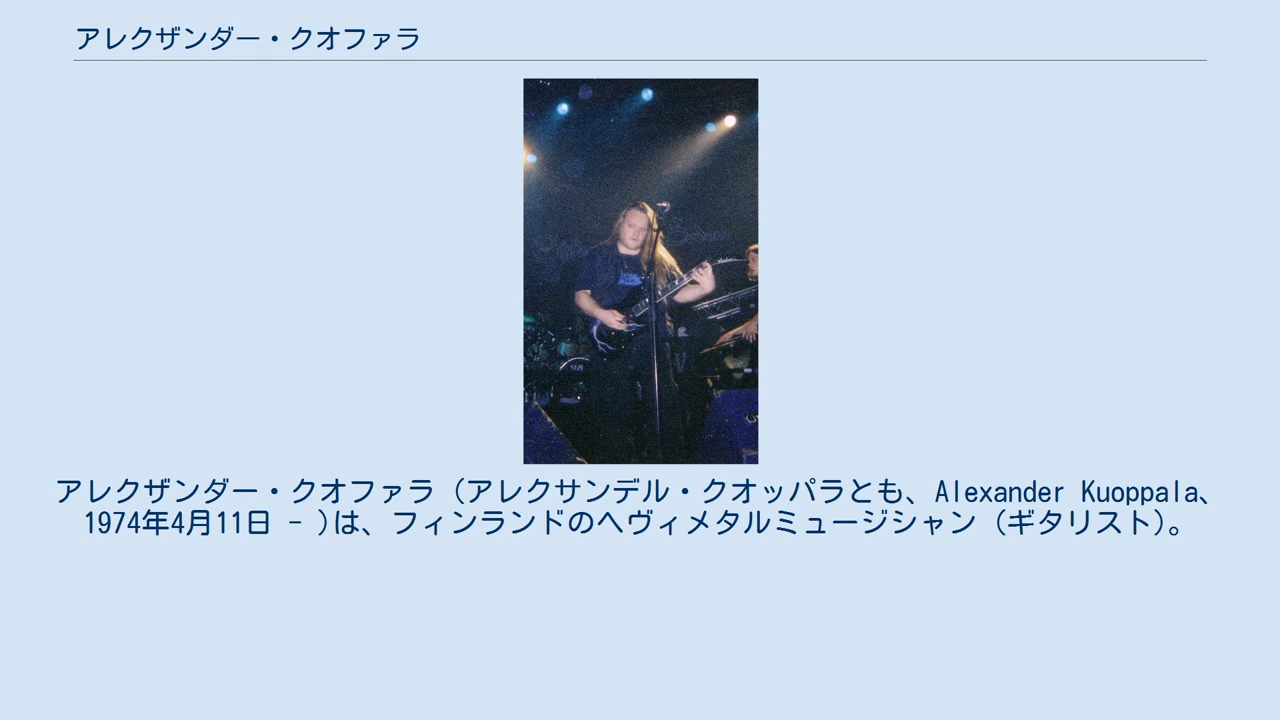 アレクザンダー・クオファラ
アレクザンダー・クオファラ（アレクサンデル・クオッパラとも、Alexander Kuoppala、
1974年4月11日 - )は、フィンランドのヘヴィメタルミュージシャン（ギタリスト)。